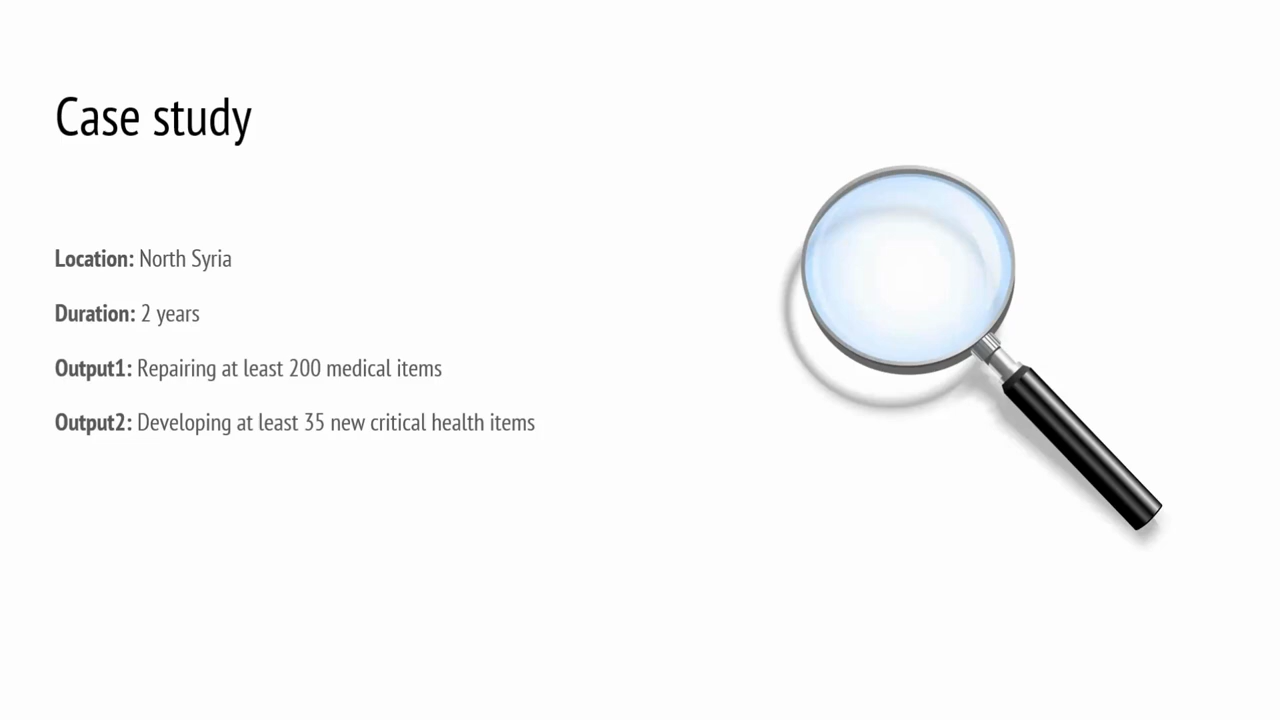 Case study
Location: North Syria
Duration: 2 years
Output1: Repairing at least 200 medical items
Output2: Developing at least 35 new critical health items